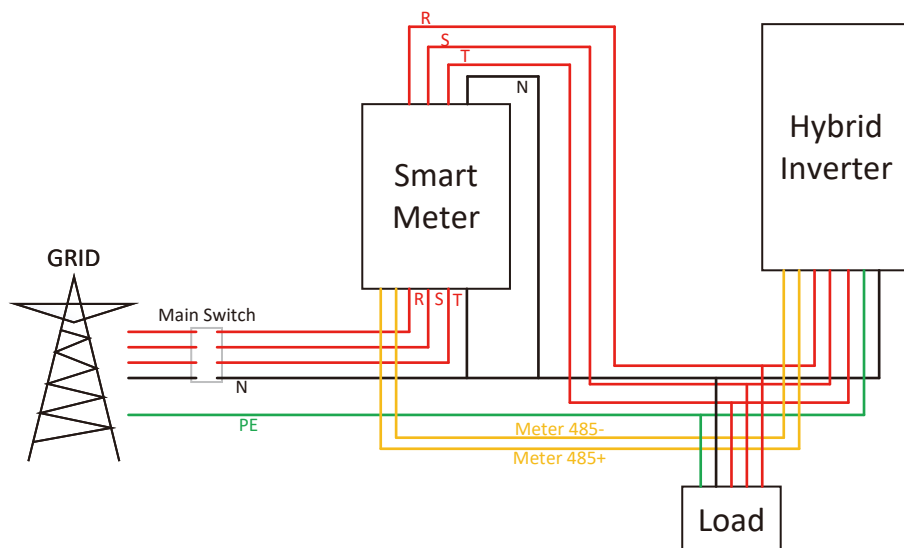 R
S
T
N
Hybrid
Inverter
Smart
Meter
GRID
R S T
Main Switch
N
PE
Meter 485-
Meter 485+
Load